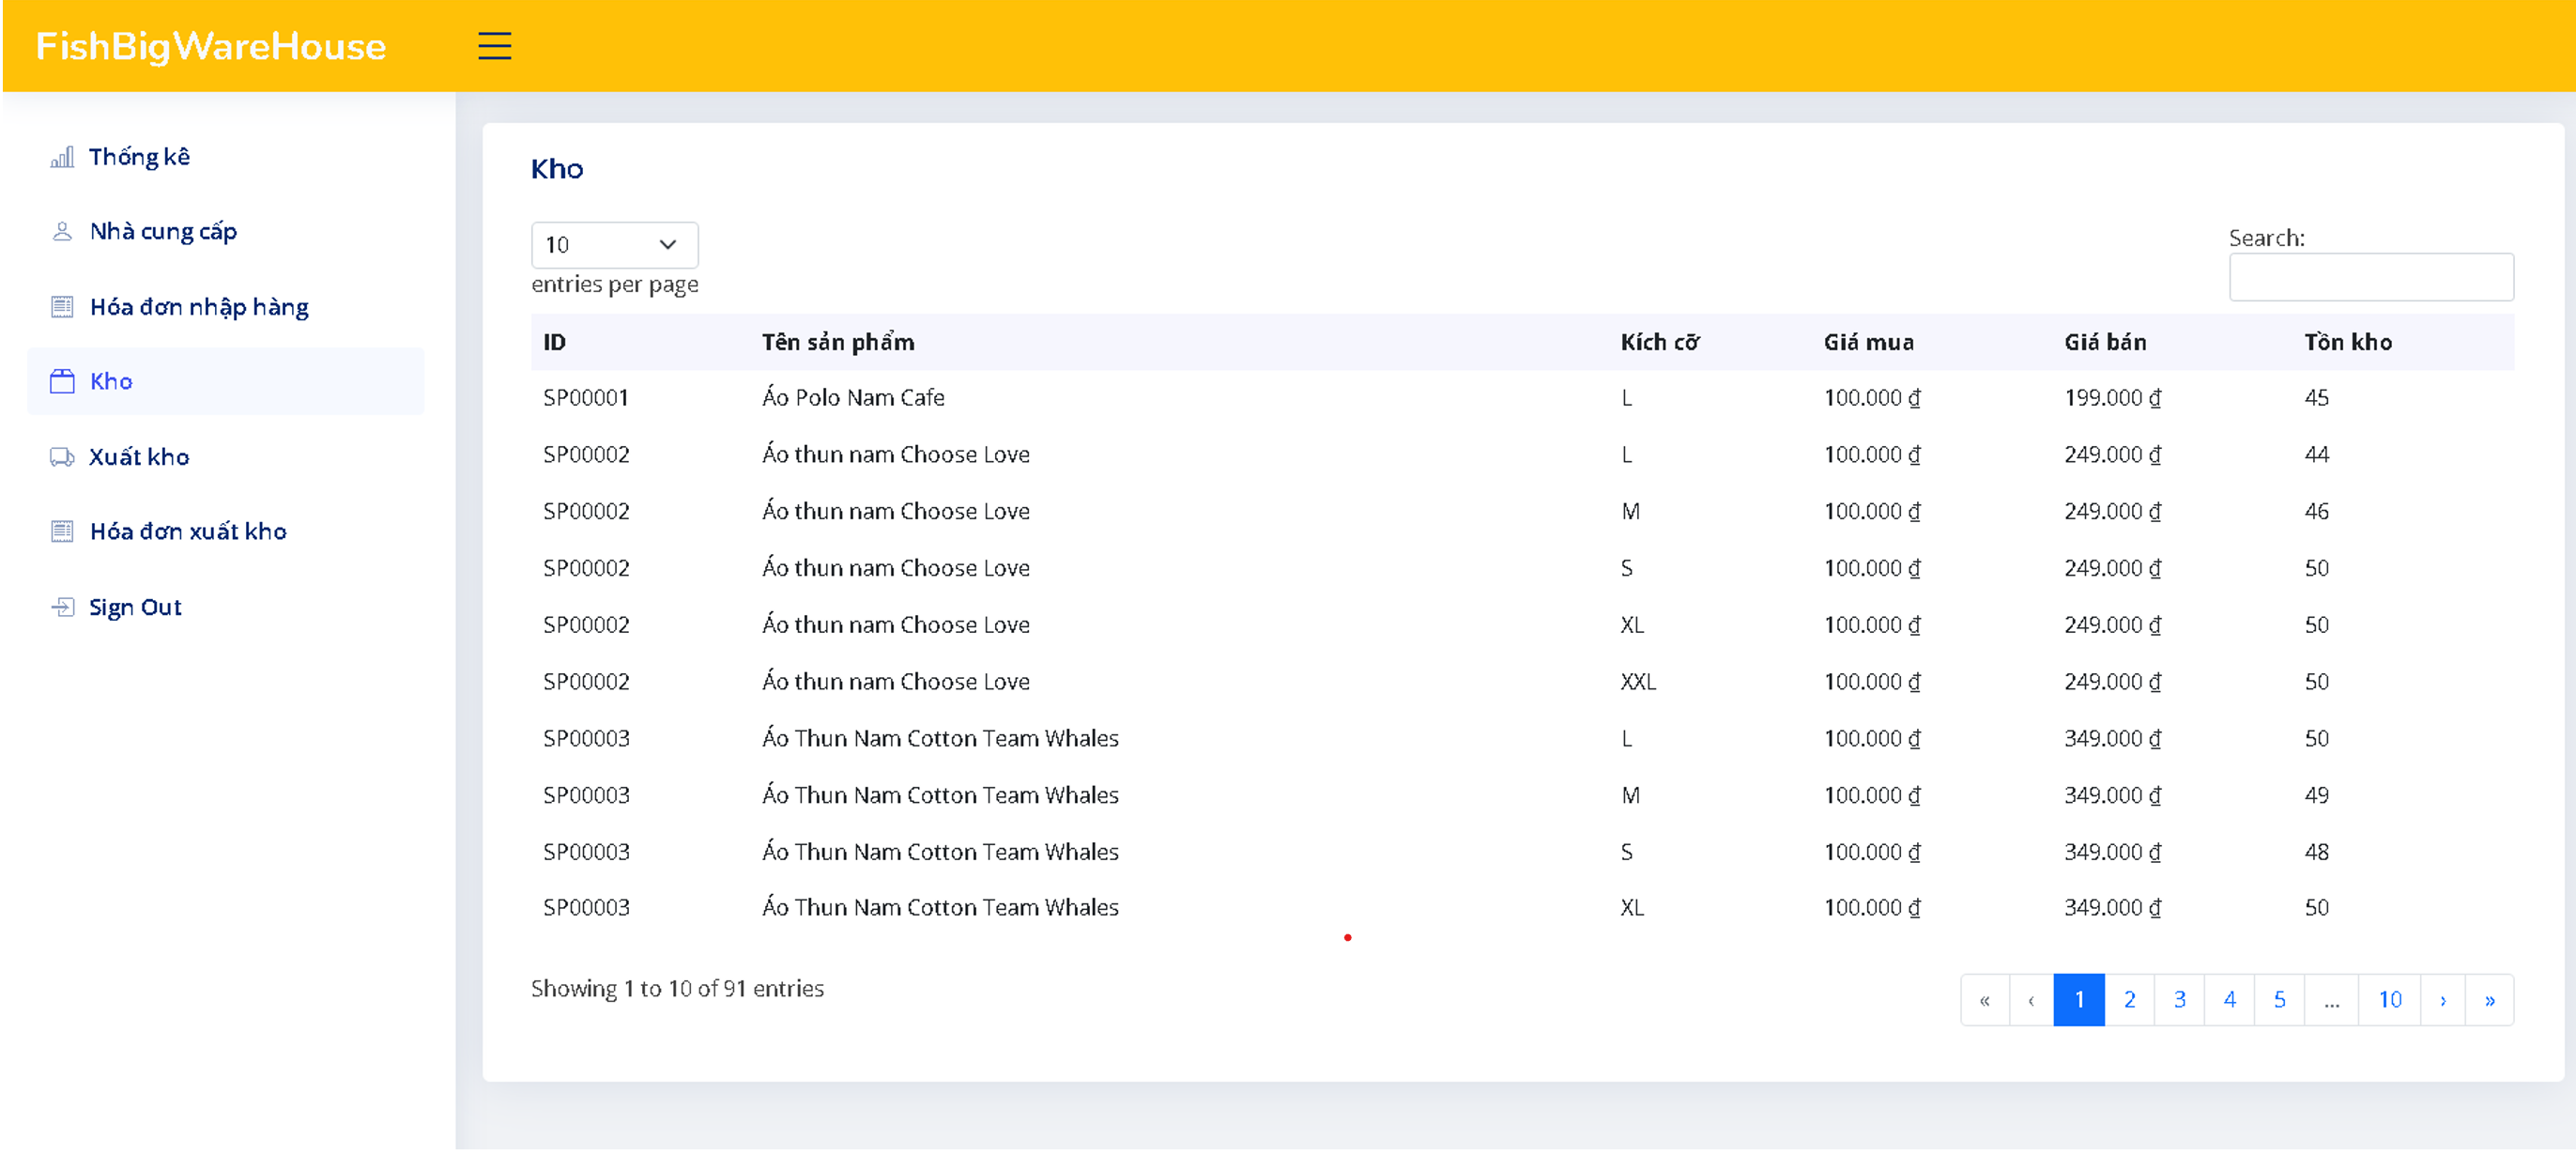 FishBigWareHouse
Thống kê
Nhà cung cấp
Hóa đơn nhập hàng
Kho
Xuất kho
Hóa đơn xuất kho
Sign Out
Kho
10
entries per page
Search:
ID Tên sản phẩm Kích cỡ Giá mua Giá bán Tồn kho
SP00001 Áo Polo Nam Cafe L 100.000 ₫ 199.000 ₫ 45
SP00002 Áo thun nam Choose Love L 100.000 ₫ 249.000 ₫ 44
SP00002 Áo thun nam Choose Love M 100.000 ₫ 249.000 ₫ 46
SP00002 Áo thun nam Choose Love S 100.000 ₫ 249.000 ₫ 50
SP00002 Áo thun nam Choose Love XL 100.000 ₫ 249.000 ₫ 50
SP00002 Áo thun nam Choose Love XXL 100.000 ₫ 249.000 ₫ 50
SP00003 Áo Thun Nam Cotton Team Whales L 100.000 ₫ 349.000 ₫ 50
SP00003 Áo Thun Nam Cotton Team Whales M 100.000 ₫ 349.000 ₫ 49
SP00003 Áo Thun Nam Cotton Team Whales S 100.000 ₫ 349.000 ₫ 48
SP00003 Áo Thun Nam Cotton Team Whales XL 100.000 ₫ 349.000 ₫ 50
Showing 1 to 10 of 91 entries
« ‹ 1 2 3 4 5 ... 10 › »